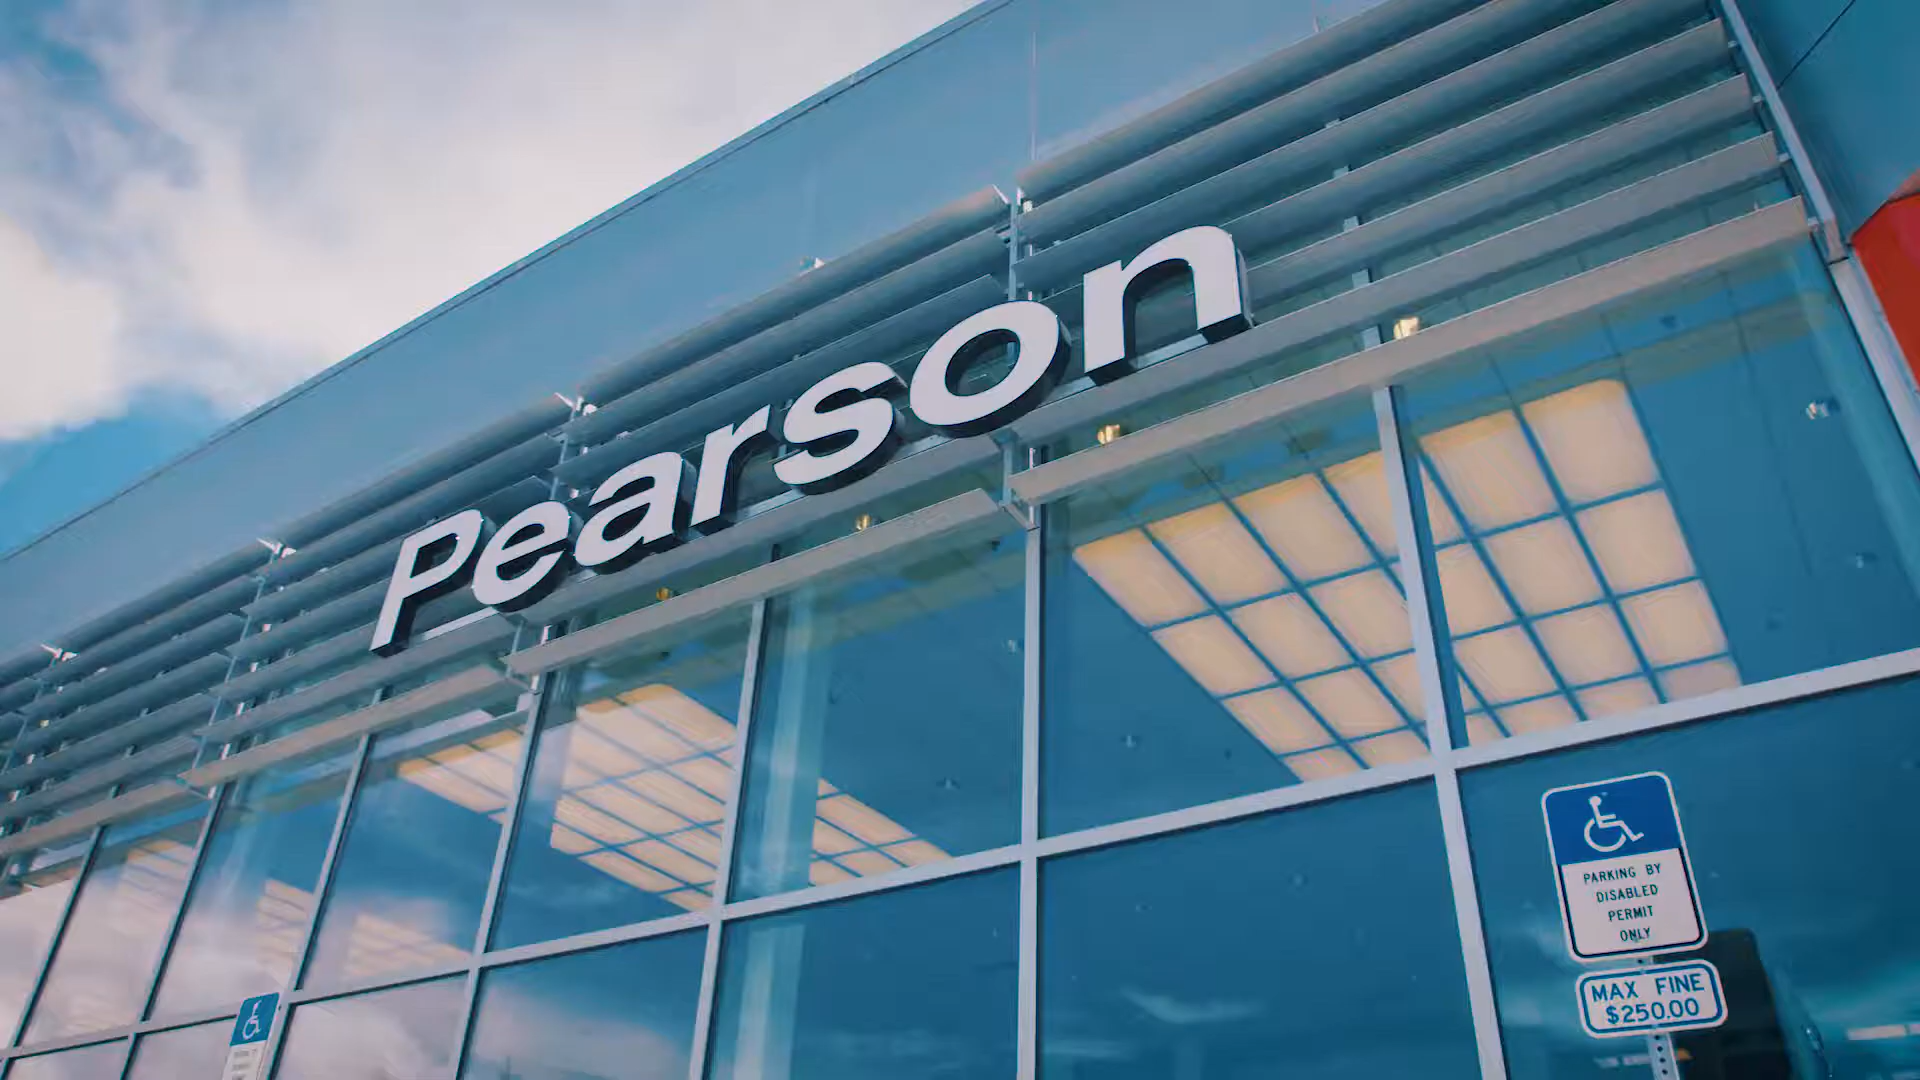 Pearson
PARKING BY
DISABLED
PERMIT
ONLY
MAX FINE
$250.00